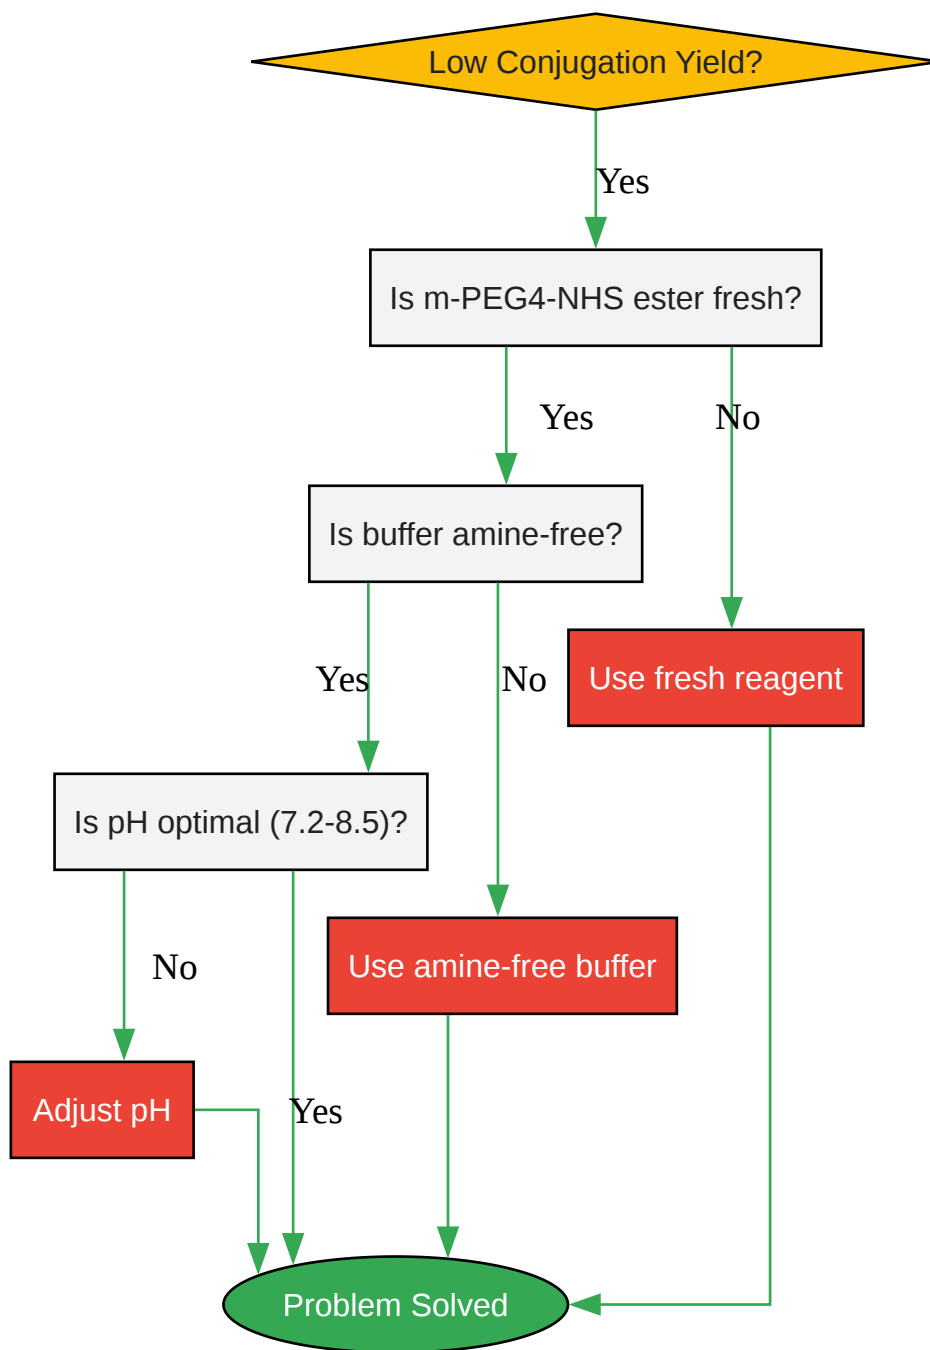 Low Conjugation Yield?
Yes
Is m-PEG4-NHS ester fresh?
Yes
No
Is buffer amine-free?
Yes
No
Use fresh reagent
Is pH optimal (7.2-8.5)?
No
Use amine-free buffer
Adjust pH
Yes
Problem Solved